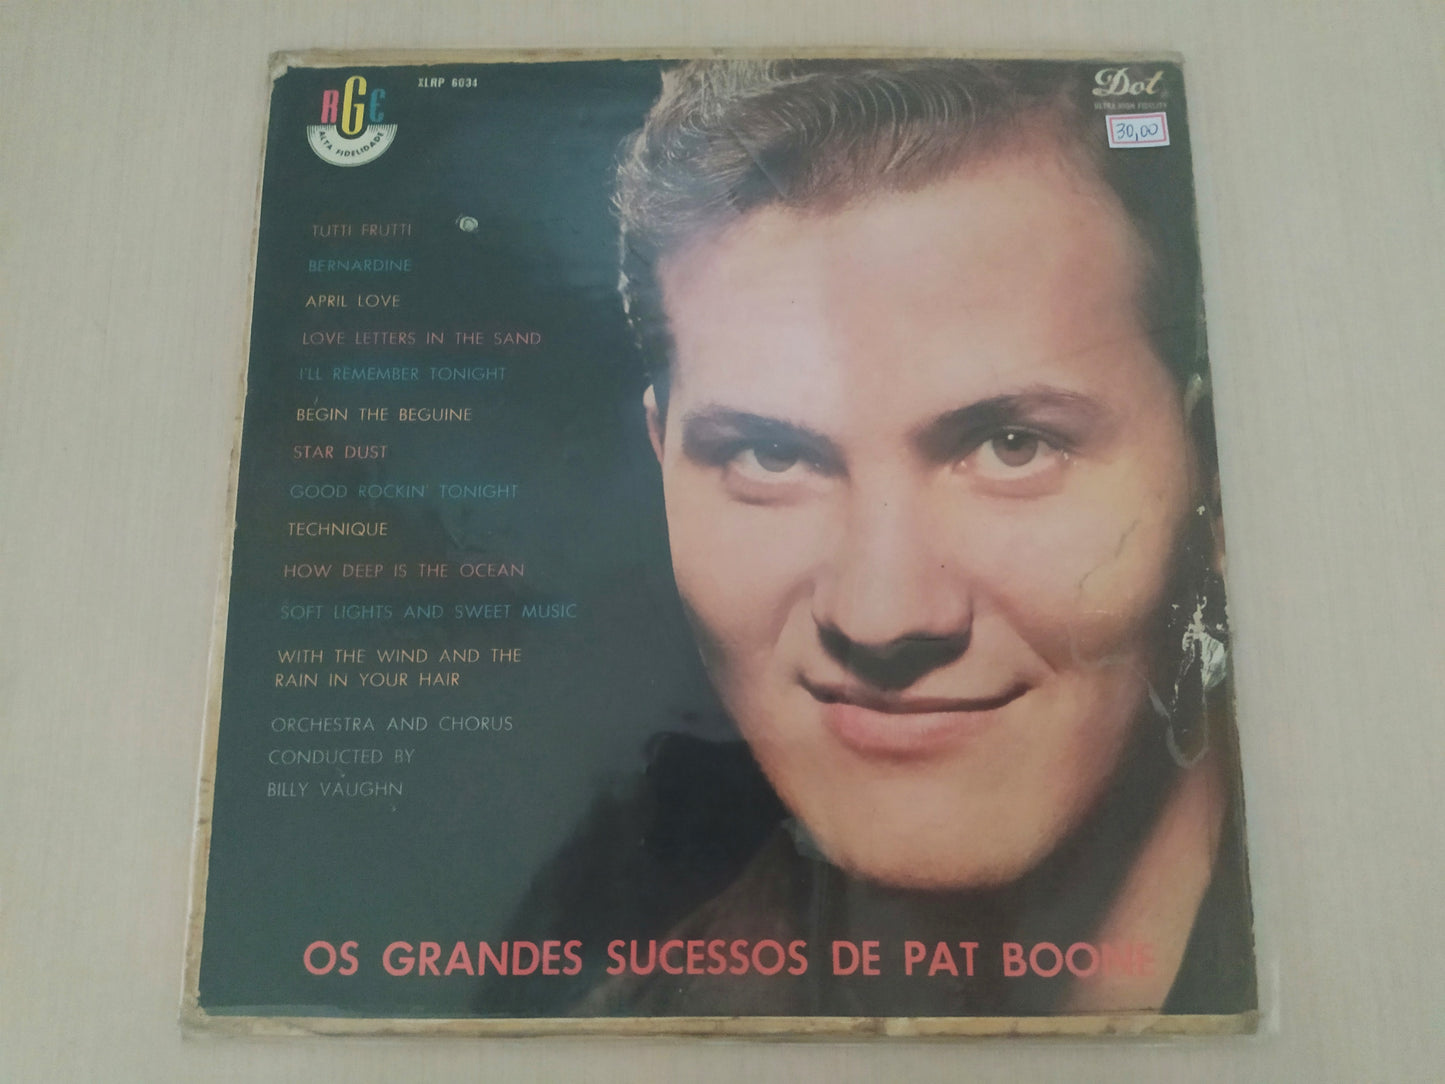 RGE
ALTA FIDELIDADE
XLRP 6034
Dot
ULTRA HIGH FIDELITY
30,00
TUTTI FRUTTI
BERNARDINE
APRIL LOVE
LOVE LETTERS IN THE SAND
I'LL REMEMBER TONIGHT
BEGIN THE BEGUINE
STAR DUST
GOOD ROCKIN' TONIGHT
TECHNIQUE
HOW DEEP IS THE OCEAN
SOFT LIGHTS AND SWEET MUSIC
WITH THE WIND AND THE
RAIN IN YOUR HAIR
ORCHESTRA AND CHORUS
CONDUCTED BY
BILLY VAUGHN
OS GRANDES SUCESSOS DE PAT BOONE